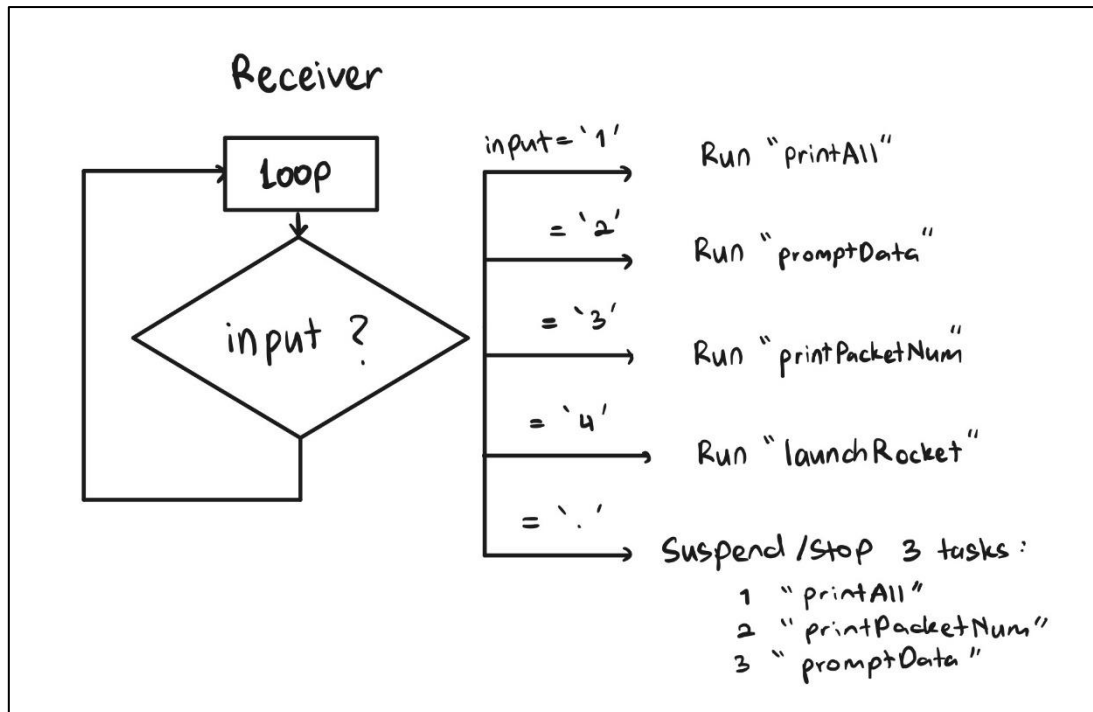 Receiver
Loop
input ?
input = '1'
Run "printAll"
= '2'
Run "promptData"
= '3'
Run "printPacketNum"
= '4'
Run "launchRocket"
= '.'
Suspend/Stop 3 tasks:
1 "printAll"
2 "printPacketNum"
3 "promptData"